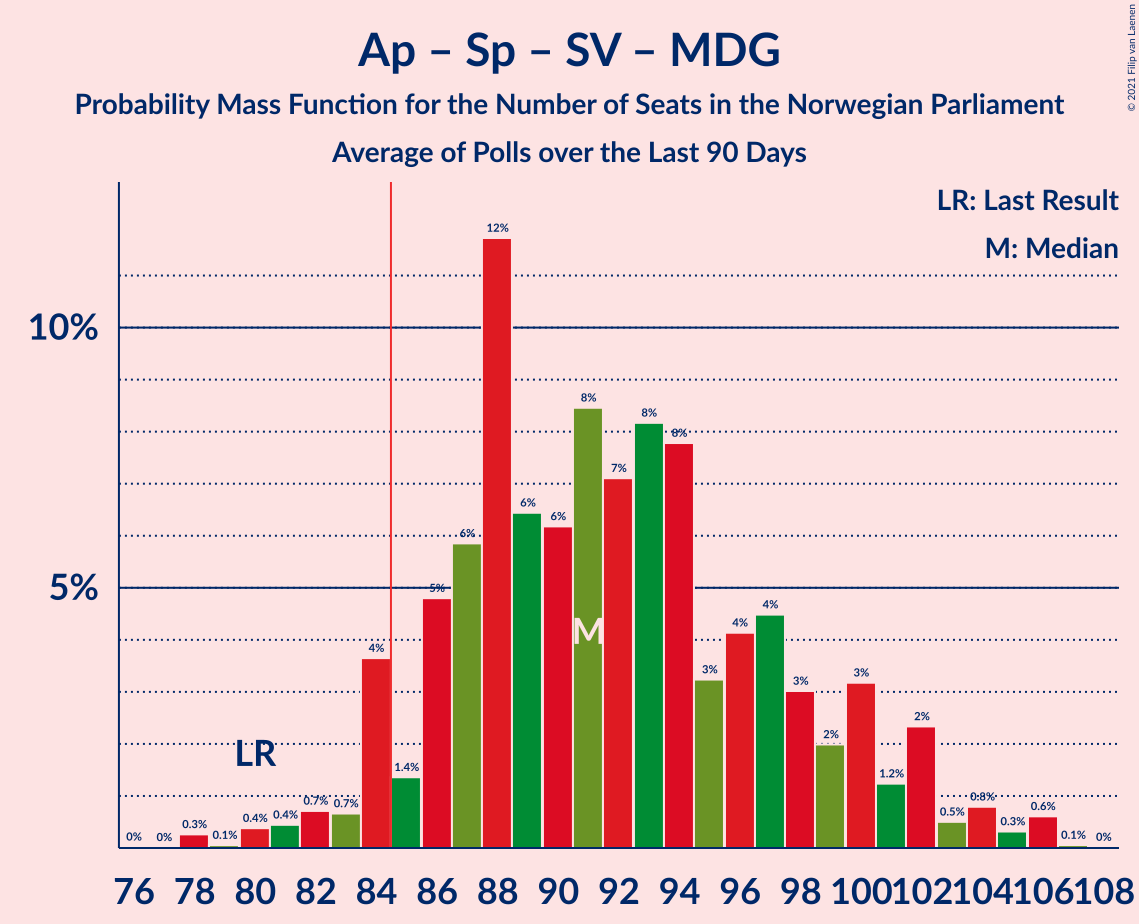 Ap – Sp – SV – MDG
Probability Mass Function for the Number of Seats in the Norwegian Parliament
Average of Polls over the Last 90 Days
© 2021 Filip van Laenen
LR: Last Result
M: Median
10%
5%
LR
M
0% 0% 0.3% 0.1% 0.4% 0.4% 0.7% 0.7% 4% 1.4% 5% 6% 12% 6% 6% 8% 7% 8% 8% 3% 4% 4% 3% 2% 3% 1.2% 2% 0.5% 0.8% 0.3% 0.6% 0.1% 0%
76 78 80 82 84 86 88 90 92 94 96 98 100 102 104 106 108